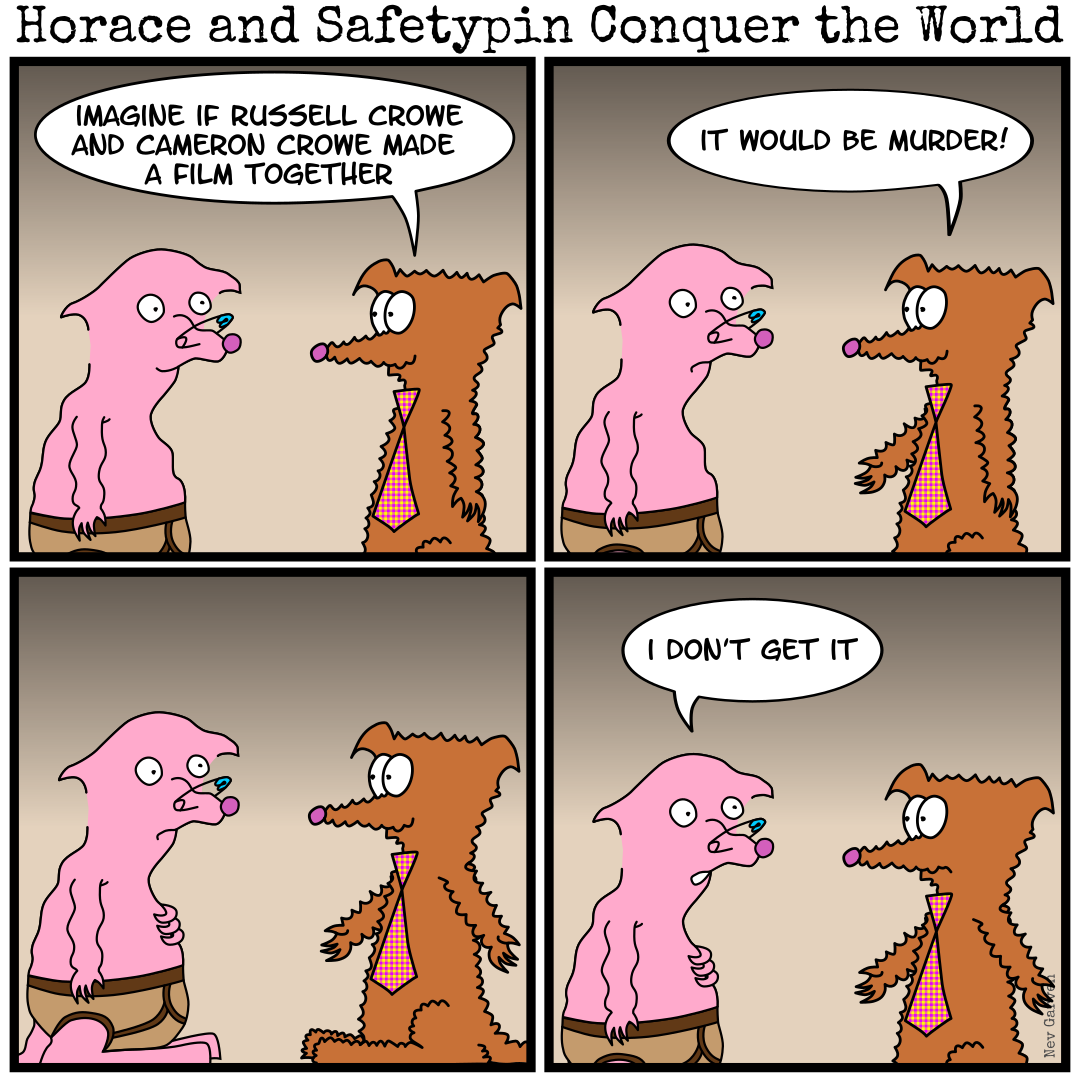 Horace and Safetypin Conquer the World
IMAGINE IF RUSSELL CROWE
AND CAMERON CROWE MADE
A FILM TOGETHER
IT WOULD BE MURDER!
I DON'T GET IT
Nev Gar